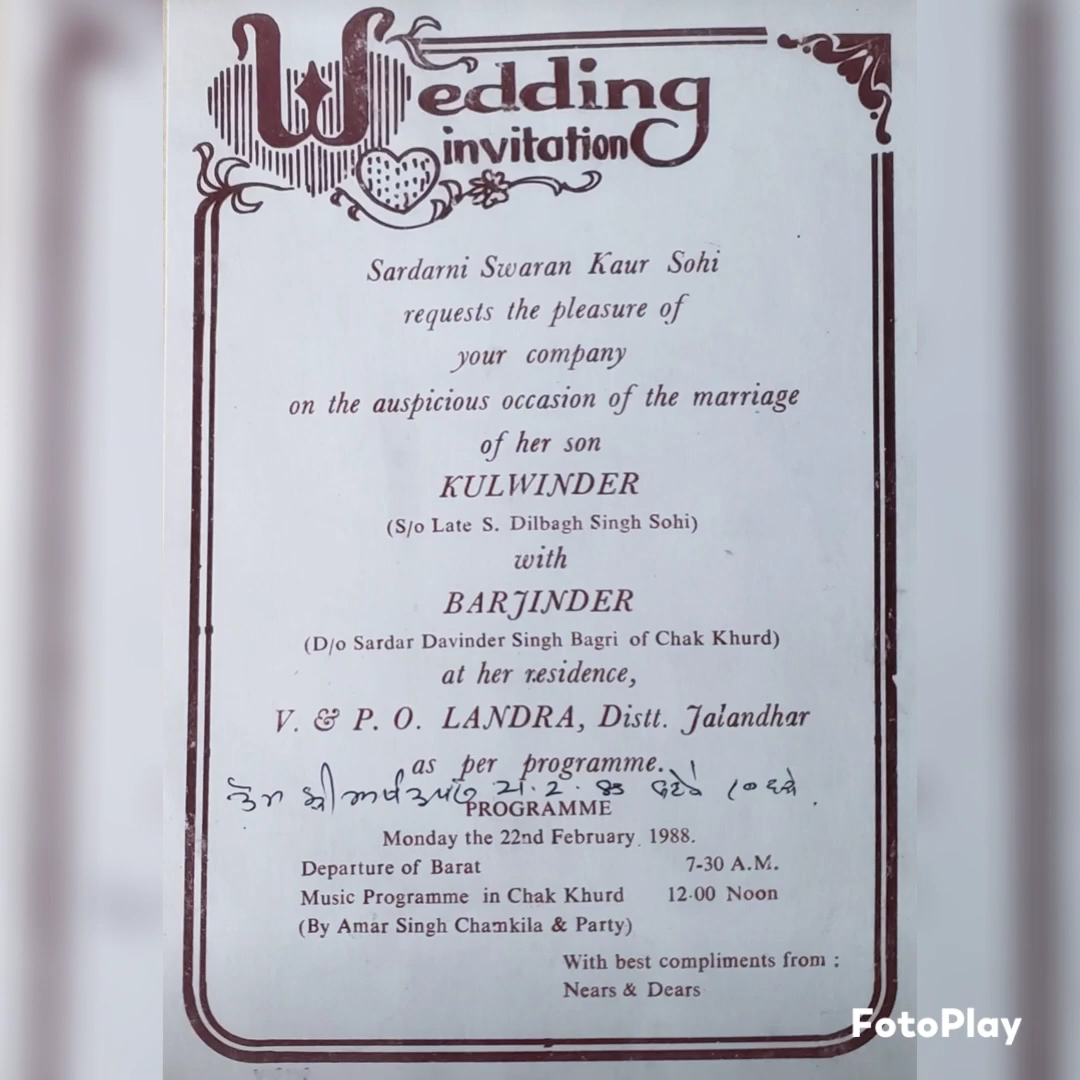 Wedding
invitation
Sardarni Swaran Kaur Sohi
requests the pleasure of
your company
on the auspicious occasion of the marriage
of her son
KULWINDER
(S/o Late S. Dilbagh Singh Sohi)
with
BARJINDER
(D/o Sardar Davinder Singh Bagri of Chak Khurd)
at her residence,
V. & P. O. LANDRA, Distt. Jalandhar
as per programme.
ਭੋਗ ਸ੍ਰੀ ਅਖੰਡ ਪਾਠ 21.2.88
PROGRAMME
Monday the 22nd February, 1988.
Departure of Barat 7-30 A.M.
Music Programme in Chak Khurd 12.00 Noon
(By Amar Singh Chamkila & Party)
With best compliments from :
Nears & Dears
FotoPlay